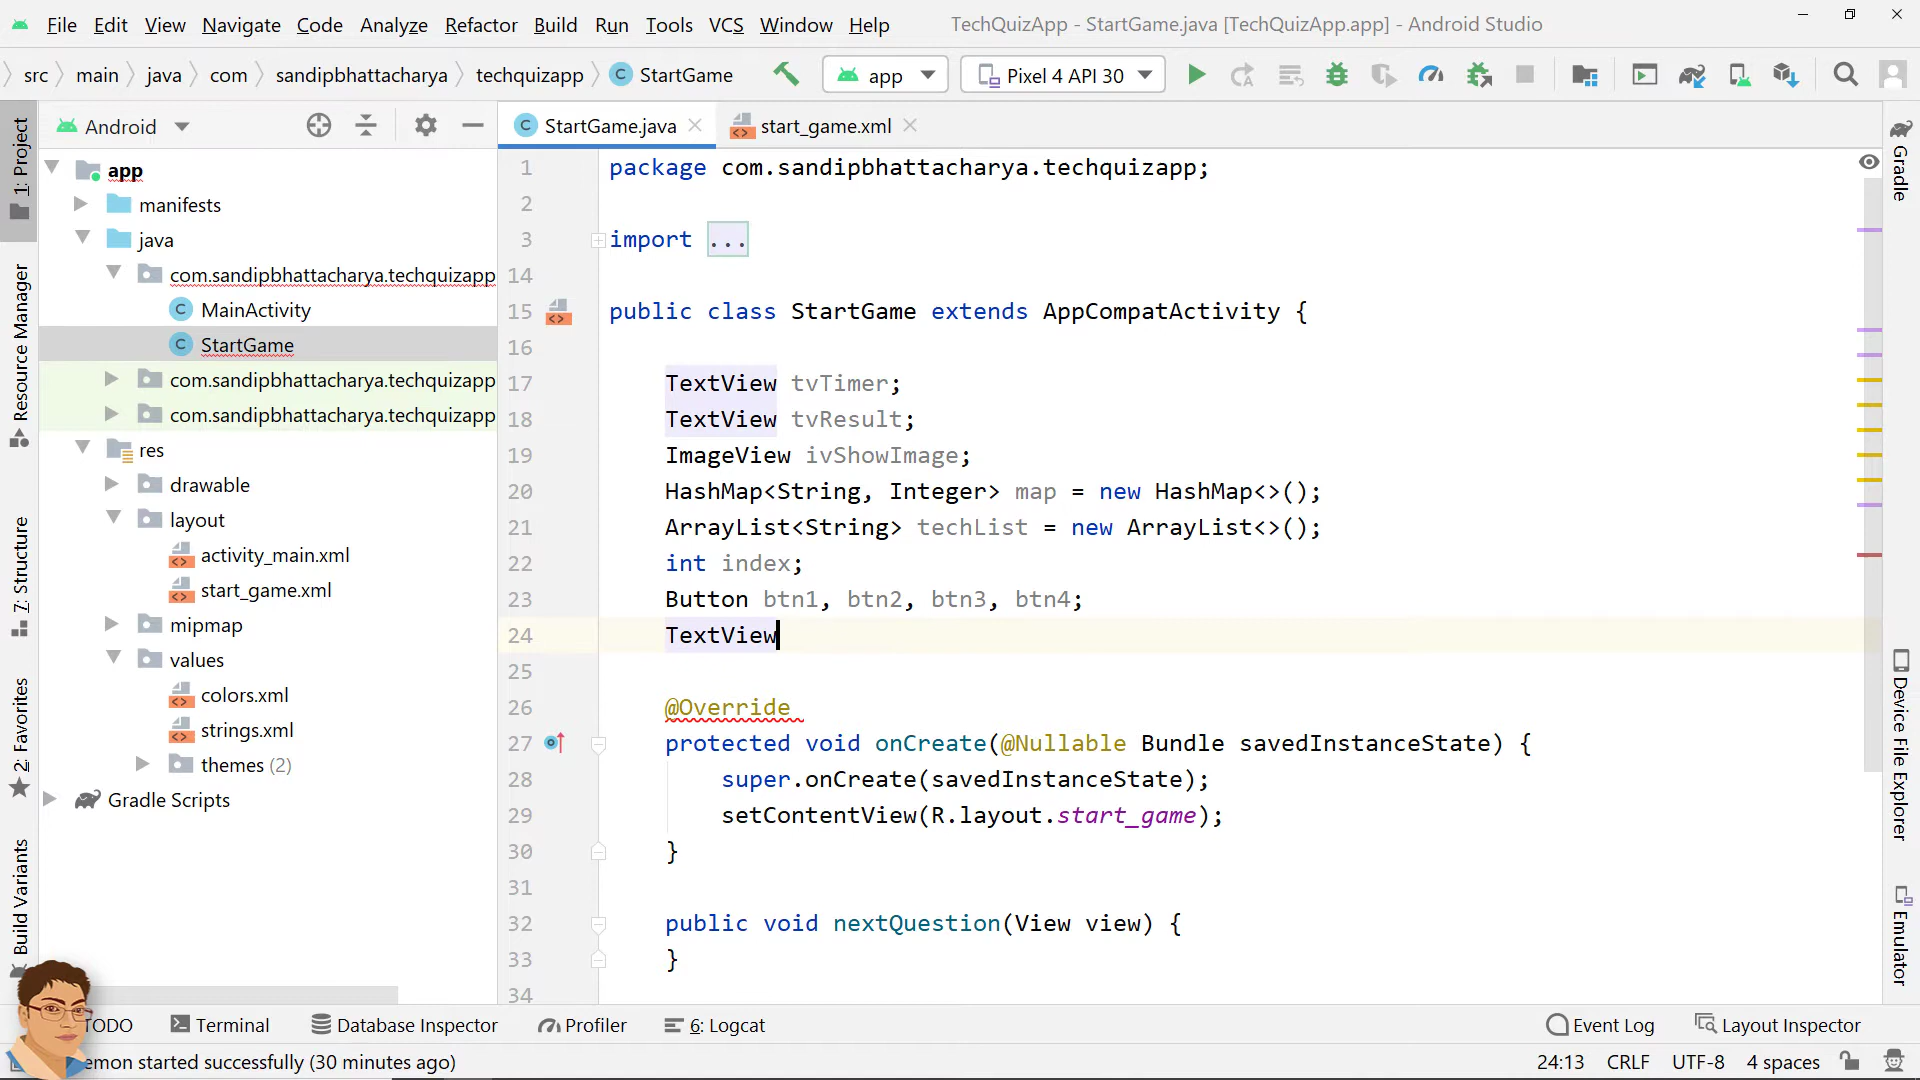 File Edit View Navigate Code Analyze Refactor Build Run Tools VCS Window Help TechQuizApp - StartGame.java [TechQuizApp.app] - Android Studio
src main java com sandipbhattacharya techquizapp StartGame app Pixel 4 API 30
Android
StartGame.java start_game.xml
1: Project
Resource Manager
7: Structure
2: Favorites
Build Variants
app
manifests
java
com.sandipbhattacharya.techquizapp
MainActivity
StartGame
com.sandipbhattacharya.techquizapp
com.sandipbhattacharya.techquizapp
res
drawable
layout
activity_main.xml
start_game.xml
mipmap
values
colors.xml
strings.xml
themes (2)
Gradle Scripts
1 package com.sandipbhattacharya.techquizapp;
2
3 import ...
14
15 public class StartGame extends AppCompatActivity {
16
17 TextView tvTimer;
18 TextView tvResult;
19 ImageView ivShowImage;
20 HashMap<String, Integer> map = new HashMap<>();
21 ArrayList<String> techList = new ArrayList<>();
22 int index;
23 Button btn1, btn2, btn3, btn4;
24 TextView
25
26 @Override
27 protected void onCreate(@Nullable Bundle savedInstanceState) {
28 super.onCreate(savedInstanceState);
29 setContentView(R.layout.start_game);
30 }
31
32 public void nextQuestion(View view) {
33 }
34
Gradle
Device File Explorer
Emulator
TODO Terminal Database Inspector Profiler 6: Logcat Event Log Layout Inspector
emon started successfully (30 minutes ago) 24:13 CRLF UTF-8 4 spaces